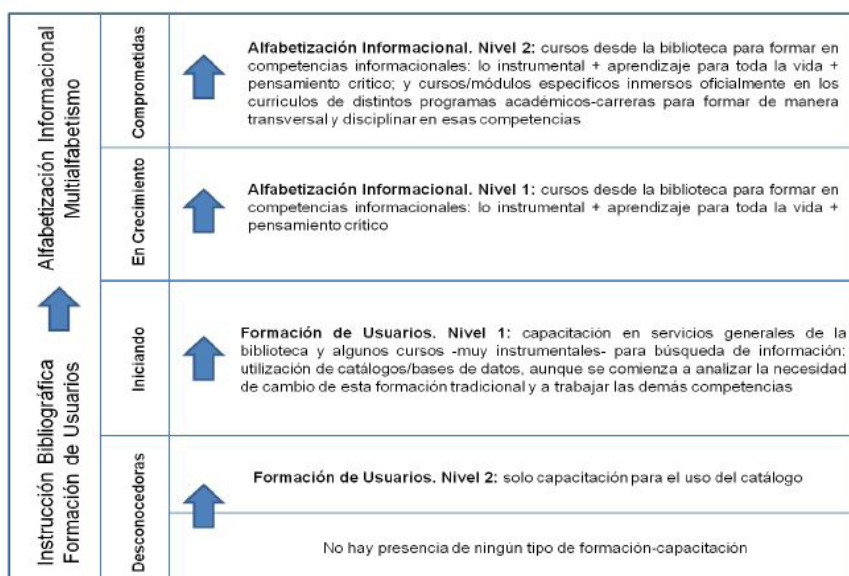 Alfabetización Informacional
Multialfabetismo
Comprometidas
Alfabetización Informacional. Nivel 2: cursos desde la biblioteca para formar en
competencias informacionales: lo instrumental + aprendizaje para toda la vida +
pensamiento critico; y cursos/módulos especificos inmersos oficialmente en los
curriculos de distintos programas académicos-carreras para formar de manera
transversal y disciplinar en esas competencias
En Crecimiento
Alfabetización Informacional. Nivel 1: cursos desde la biblioteca para formar en
competencias informacionales: lo instrumental + aprendizaje para toda la vida +
pensamiento crítico
Instrucción Bibliográfica
Formación de Usuarios
Iniciando
Formación de Usuarios. Nivel 1: capacitación en servicios generales de la
biblioteca y algunos cursos -muy instrumentales- para búsqueda de información:
utilización de catálogos/bases de datos, aunque se comienza a analizar la necesidad
de cambio de esta formación tradicional y a trabajar las demás competencias
Desconocedoras
Formación de Usuarios. Nivel 2: solo capacitación para el uso del catálogo
No hay presencia de ningún tipo de formación-capacitación